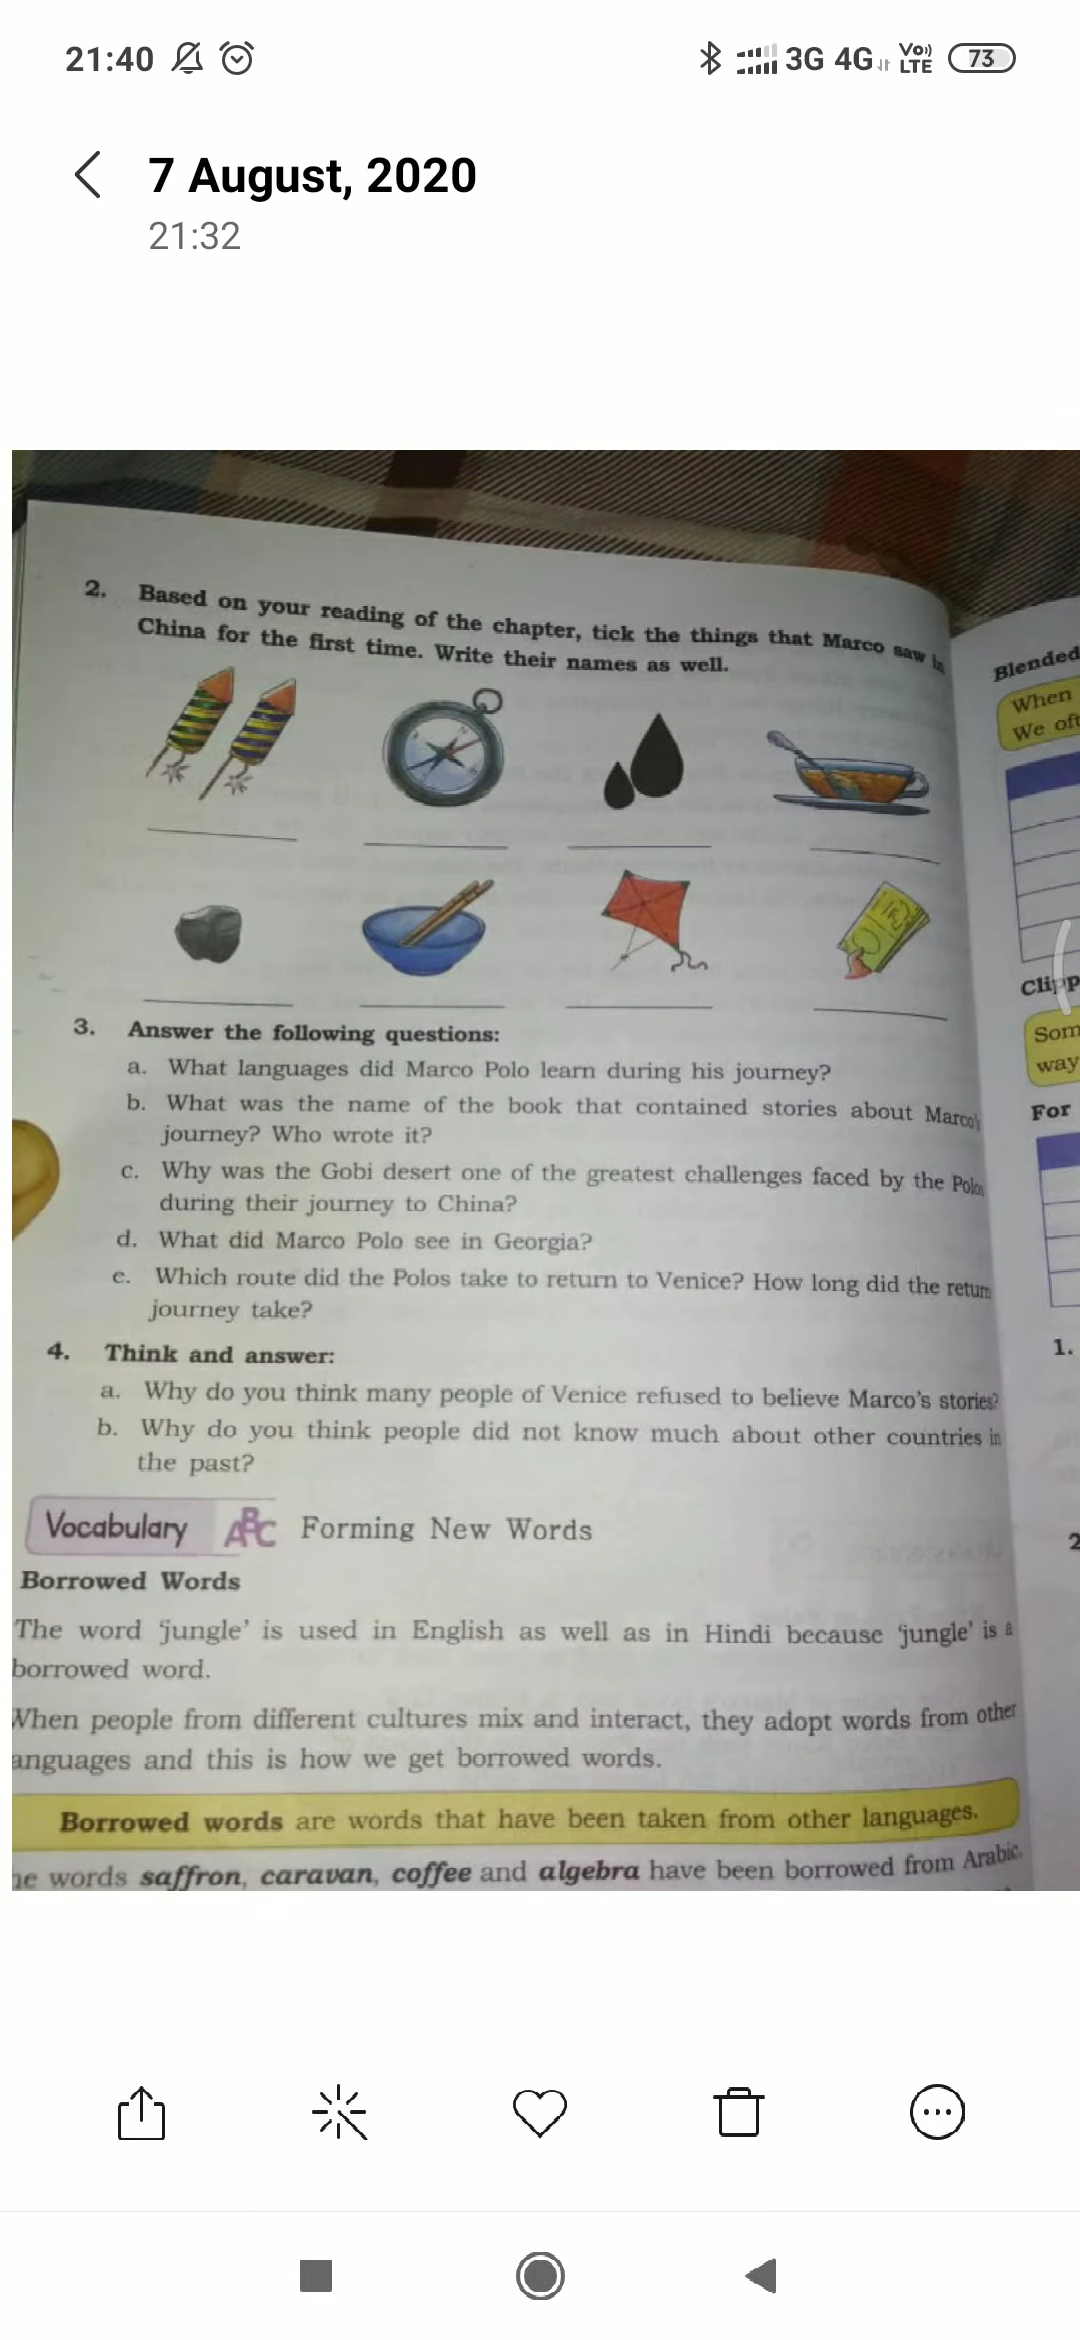 21:40 3G 4G Vo)) LTE 73
7 August, 2020
21:32
2. Based on your reading of the chapter, tick the things that Marco saw in
China for the first time. Write their names as well.
3. Answer the following questions:
a. What languages did Marco Polo learn during his journey?
b. What was the name of the book that contained stories about Marco's
journey? Who wrote it?
c. Why was the Gobi desert one of the greatest challenges faced by the Polos
during their journey to China?
d. What did Marco Polo see in Georgia?
e. Which route did the Polos take to return to Venice? How long did the return
journey take?
4. Think and answer:
a. Why do you think many people of Venice refused to believe Marco's stories?
b. Why do you think people did not know much about other countries in
the past?
Vocabulary ABC Forming New Words
Borrowed Words
The word 'jungle' is used in English as well as in Hindi because 'jungle' is a
borrowed word.
When people from different cultures mix and interact, they adopt words from other
anguages and this is how we get borrowed words.
Borrowed words are words that have been taken from other languages.
he words saffron, caravan, coffee and algebra have been borrowed from Arabic.
Blended
When
We oft
Clipp
Som
way
For
1.
2